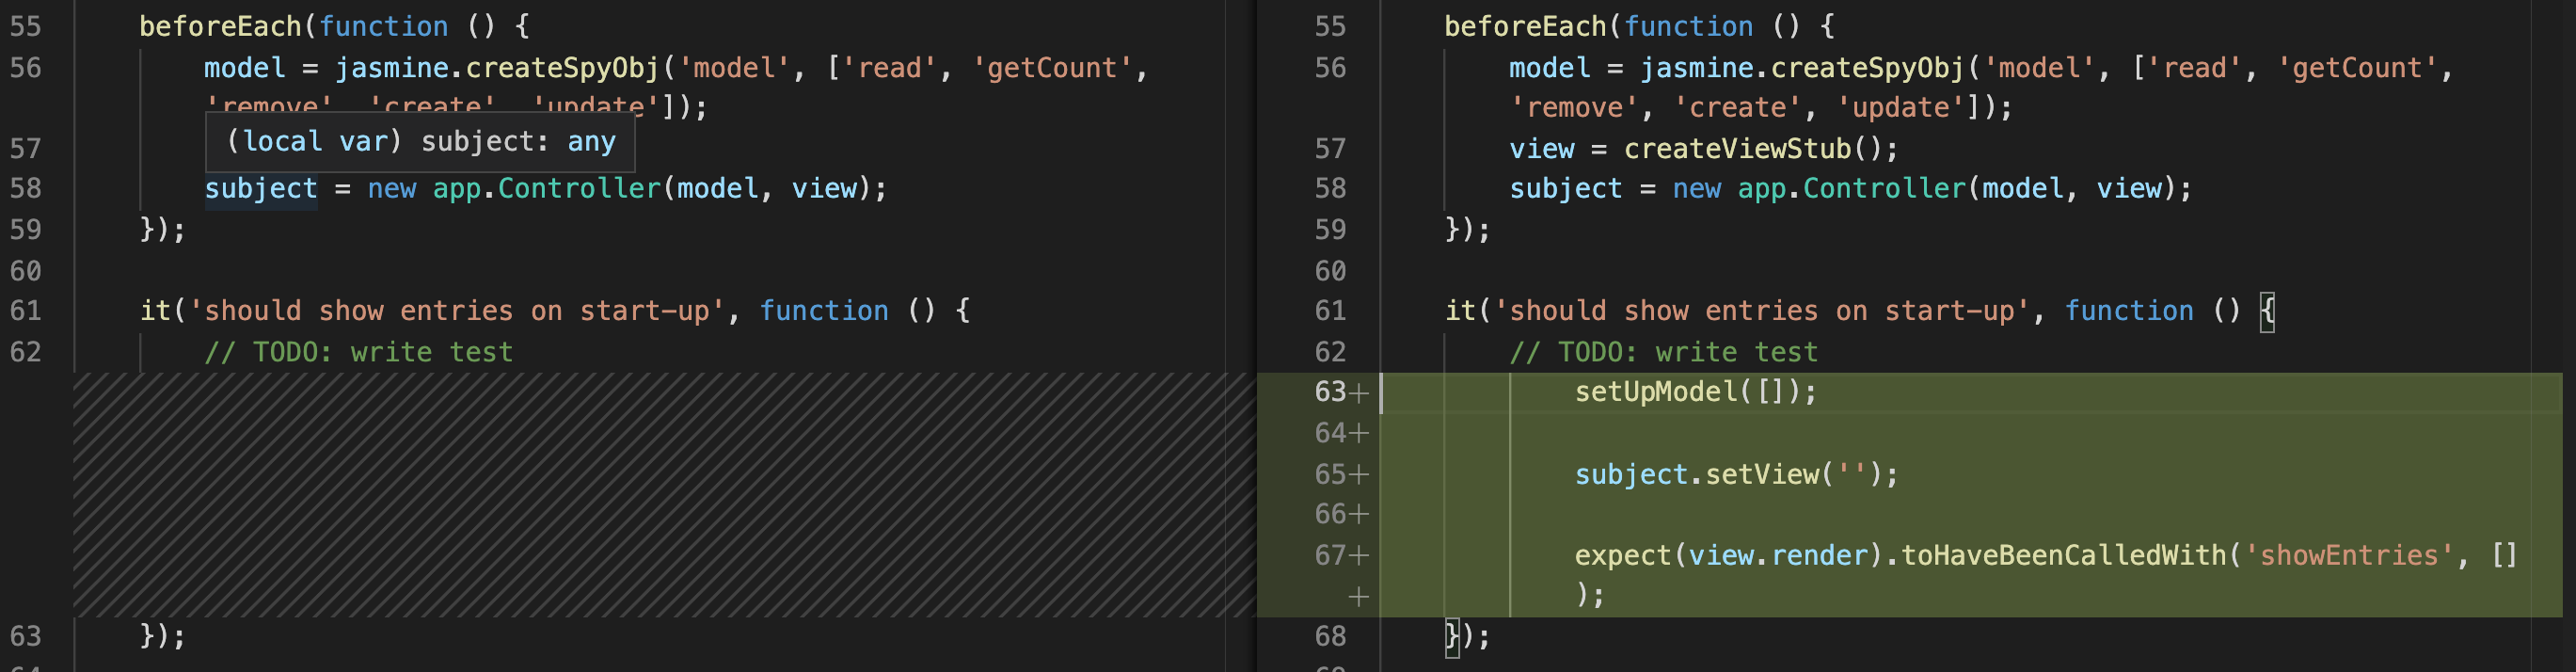 55 beforeEach(function () {
56 model = jasmine.createSpyObj('model', ['read', 'getCount',
'remove', 'create', 'update']);
(local var) subject: any
57
58 subject = new app.Controller(model, view);
59 });
60
61 it('should show entries on start-up', function () {
62 // TODO: write test
63 });
55 beforeEach(function () {
56 model = jasmine.createSpyObj('model', ['read', 'getCount',
'remove', 'create', 'update']);
57 view = createViewStub();
58 subject = new app.Controller(model, view);
59 });
60
61 it('should show entries on start-up', function () {
62 // TODO: write test
63+ setUpModel([]);
64+
65+ subject.setView('');
66+
67+ expect(view.render).toHaveBeenCalledWith('showEntries', []
+ );
68 });